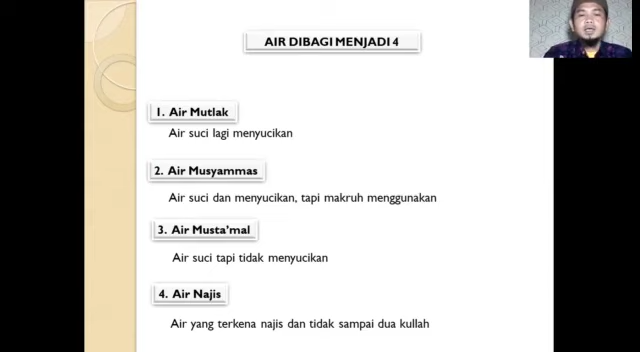 AIR DIBAGI MENJADI 4
1. Air Mutlak
Air suci lagi menyucikan
2. Air Musyammas
Air suci dan menyucikan, tapi makruh menggunakan
3. Air Musta'mal
Air suci tapi tidak menyucikan
4. Air Najis
Air yang terkena najis dan tidak sampai dua kullah